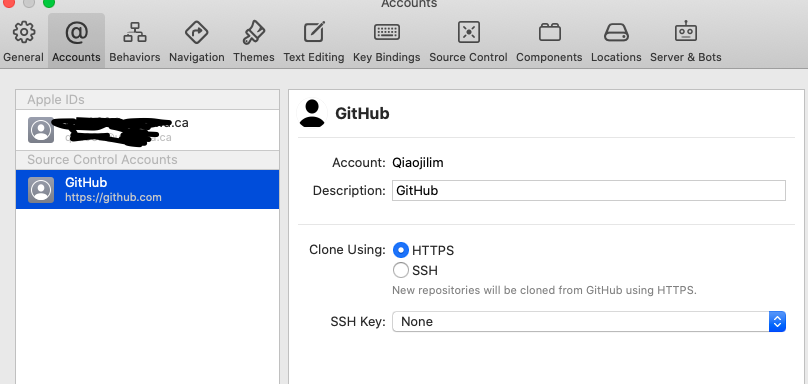 Accounts
General Accounts Behaviors Navigation Themes Text Editing Key Bindings Source Control Components Locations Server & Bots
Apple IDs
.ca
.ca
Source Control Accounts
GitHub
https://github.com
GitHub
Account: Qiaojilim
Description: GitHub
Clone Using: HTTPS
SSH
New repositories will be cloned from GitHub using HTTPS.
SSH Key: None